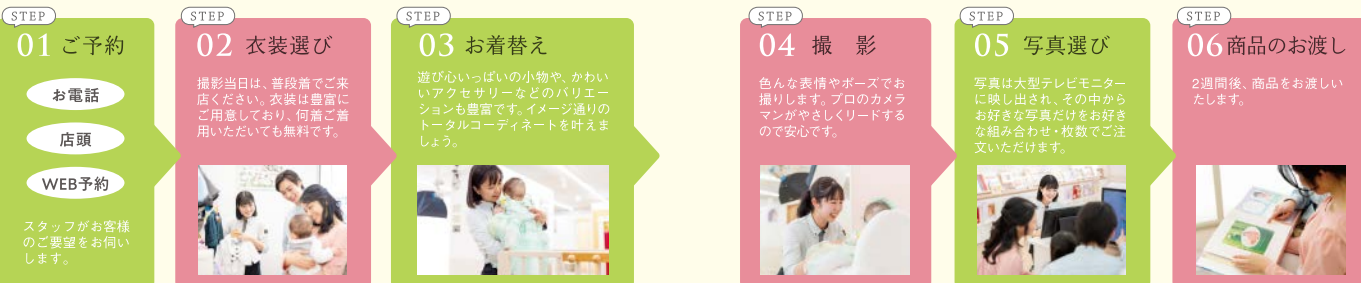 STEP
01 ご予約
お電話
店頭
WEB予約
スタッフがお客様
のご要望をお伺い
します。
STEP
02 衣装選び
撮影当日は、普段着でご来
店ください。衣装は豊富に
ご用意しており、何着ご着
用いただいても無料です。
STEP
03 お着替え
遊び心いっぱいの小物や、かわい
いアクセサリーなどのバリエー
ションも豊富です。イメージ通りの
トータルコーディネートを叶えま
しょう。
STEP
04 撮　影
色んな表情やポーズでお
撮りします。プロのカメラ
マンがやさしくリードする
ので安心です。
STEP
05 写真選び
写真は大型テレビモニター
に映し出され、その中から
お好きな写真だけをお好き
な組み合わせ・枚数でご注
文いただけます。
STEP
06 商品のお渡し
2週間後、商品をお渡しい
たします。